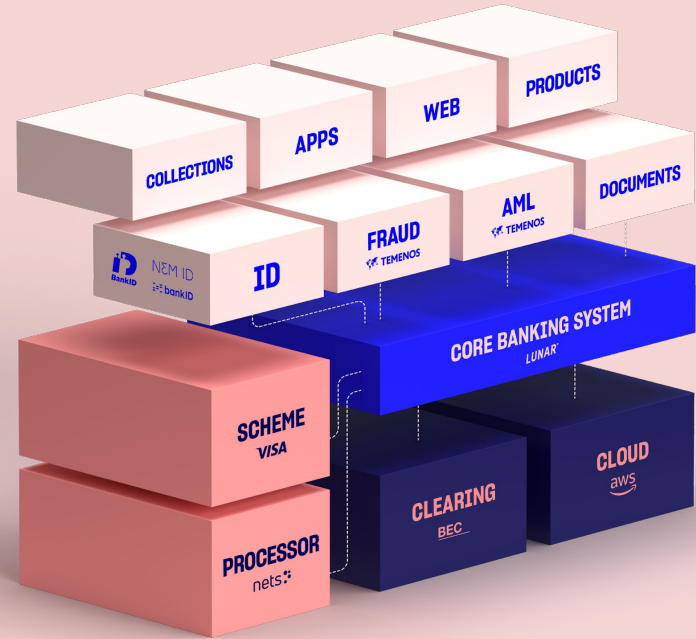 PRODUCTS
WEB
APPS
COLLECTIONS
DOCUMENTS
AML
TEMENOS
FRAUD
TEMENOS
ID
BankID
NEM ID
bankID
CORE BANKING SYSTEM
LUNAR°
SCHEME
VISA
CLOUD
aws
CLEARING
BEC
PROCESSOR
nets